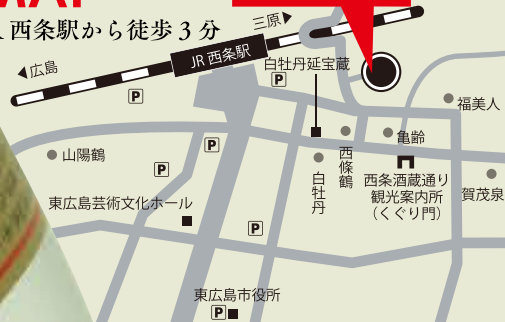 MAP
JR西条駅から徒歩3分
三原▶
JR 西条駅
◀広島
白牡丹延宝蔵
P
P
福美人
亀齢
P
西條鶴
山陽鶴
P
白牡丹
西条酒蔵通り
観光案内所
(くぐり門)
賀茂泉
東広島芸術文化ホール
P
東広島市役所
P